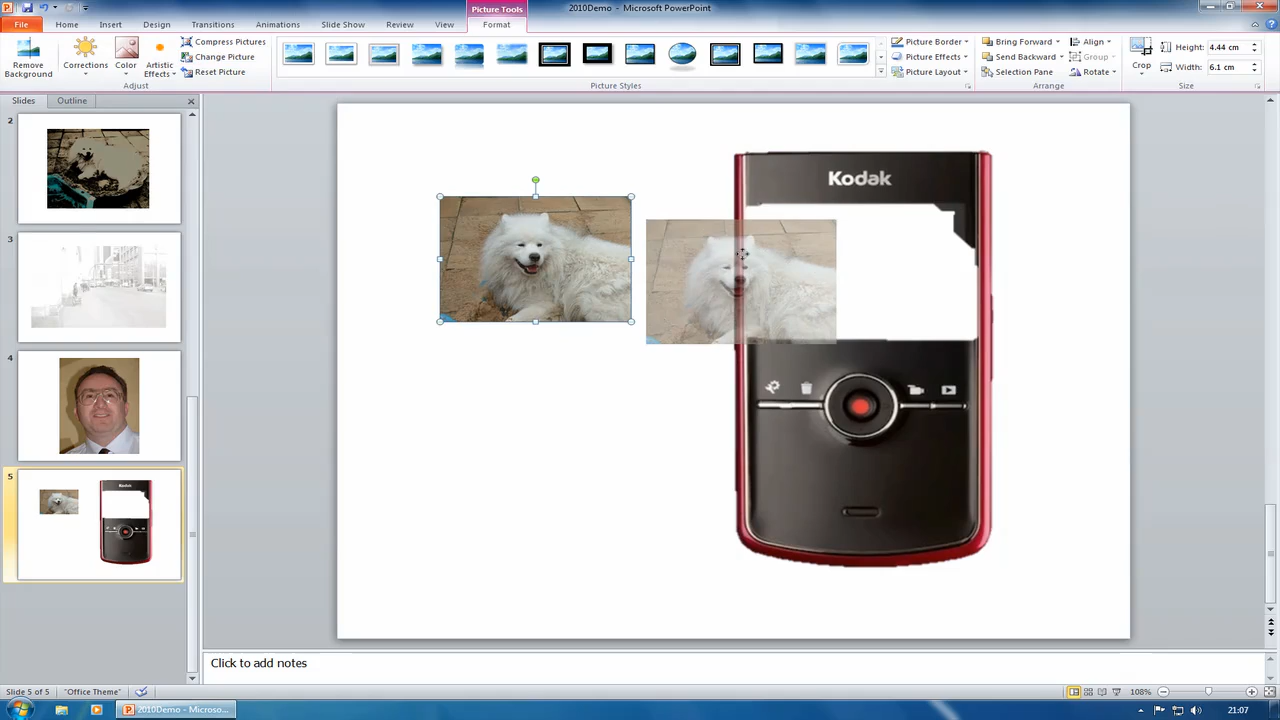 Picture Tools
2010Demo - Microsoft PowerPoint
File Home Insert Design Transitions Animations Slide Show Review View Format
Remove Background
Corrections
Color
Artistic Effects
Compress Pictures
Change Picture
Reset Picture
Adjust
Picture Styles
Picture Border
Picture Effects
Picture Layout
Bring Forward
Send Backward
Selection Pane
Align
Group
Rotate
Arrange
Crop
Height: 4.44 cm
Width: 6.1 cm
Size
Slides Outline
2
3
4
5
Kodak
Kodak
Click to add notes
Slide 5 of 5 "Office Theme" 108%
2010Demo - Microso... 21:07